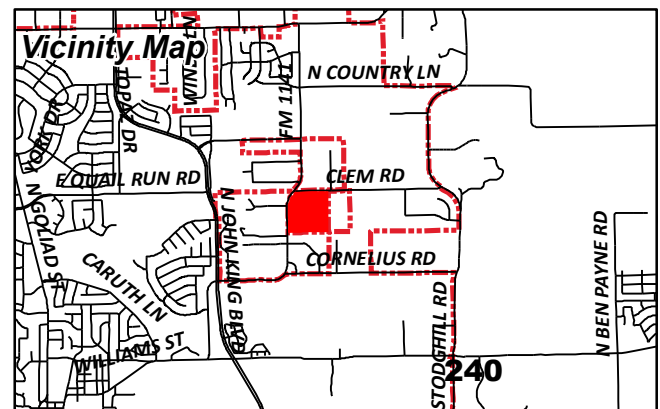 Vicinity Map
N COUNTRY LN
FM 1141
TOPAZ DR
YORK DR
E QUAIL RUN RD
CLEM RD
N GOLIAD ST
N JOHN KING BLVD
CARUTH LN
CORNELIUS RD
N BEN PAYNE RD
WILLIAMS ST
STODGHILL RD
240